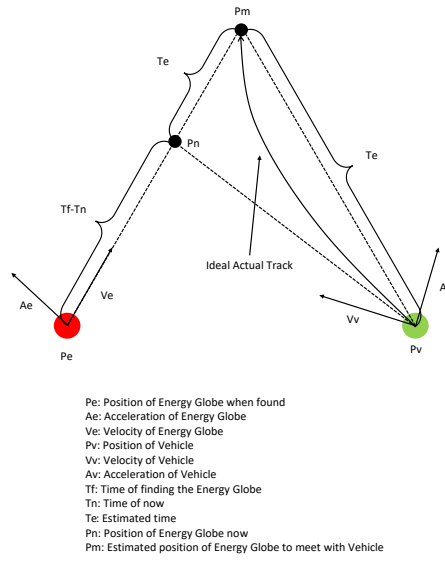 Pm
Te
Pn
Te
Tf-Tn
Ideal Actual Track
Ae
Ve
Vv
A
Pe
Pv
Pe: Position of Energy Globe when found
Ae: Acceleration of Energy Globe
Ve: Velocity of Energy Globe
Pv: Position of Vehicle
Vv: Velocity of Vehicle
Av: Acceleration of Vehicle
Tf: Time of finding the Energy Globe
Tn: Time of now
Te: Estimated time
Pn: Position of Energy Globe now
Pm: Estimated position of Energy Globe to meet with Vehicle